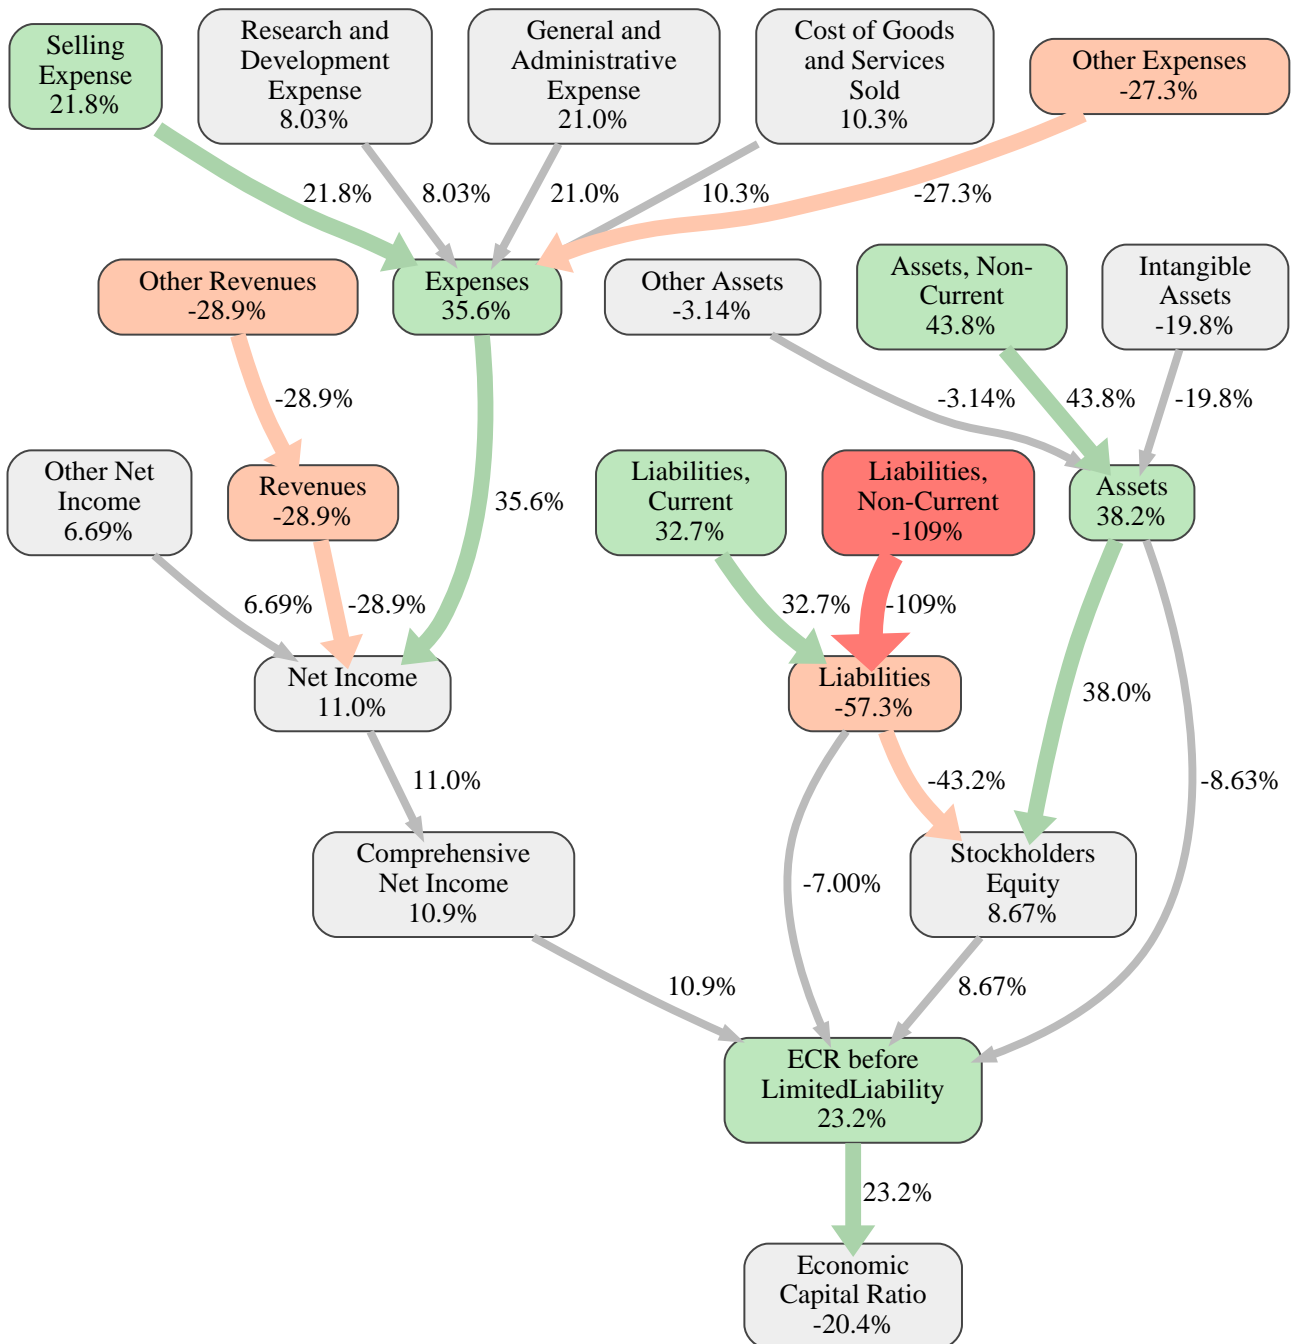 Selling
Expense
21.8%
Research and
Development
Expense
8.03%
General and
Administrative
Expense
21.0%
Cost of Goods
and Services
Sold
10.3%
Other Expenses
-27.3%
21.8%
8.03%
21.0%
10.3%
-27.3%
Other Revenues
-28.9%
Expenses
35.6%
Other Assets
-3.14%
Assets, Non-
Current
43.8%
Intangible
Assets
-19.8%
-28.9%
-3.14%
43.8%
-19.8%
Other Net
Income
6.69%
Revenues
-28.9%
35.6%
Liabilities,
Current
32.7%
Liabilities,
Non-Current
-109%
Assets
38.2%
6.69%
-28.9%
32.7%
-109%
Net Income
11.0%
Liabilities
-57.3%
38.0%
11.0%
-43.2%
-8.63%
Comprehensive
Net Income
10.9%
-7.00%
Stockholders
Equity
8.67%
10.9%
8.67%
ECR before
LimitedLiability
23.2%
23.2%
Economic
Capital Ratio
-20.4%